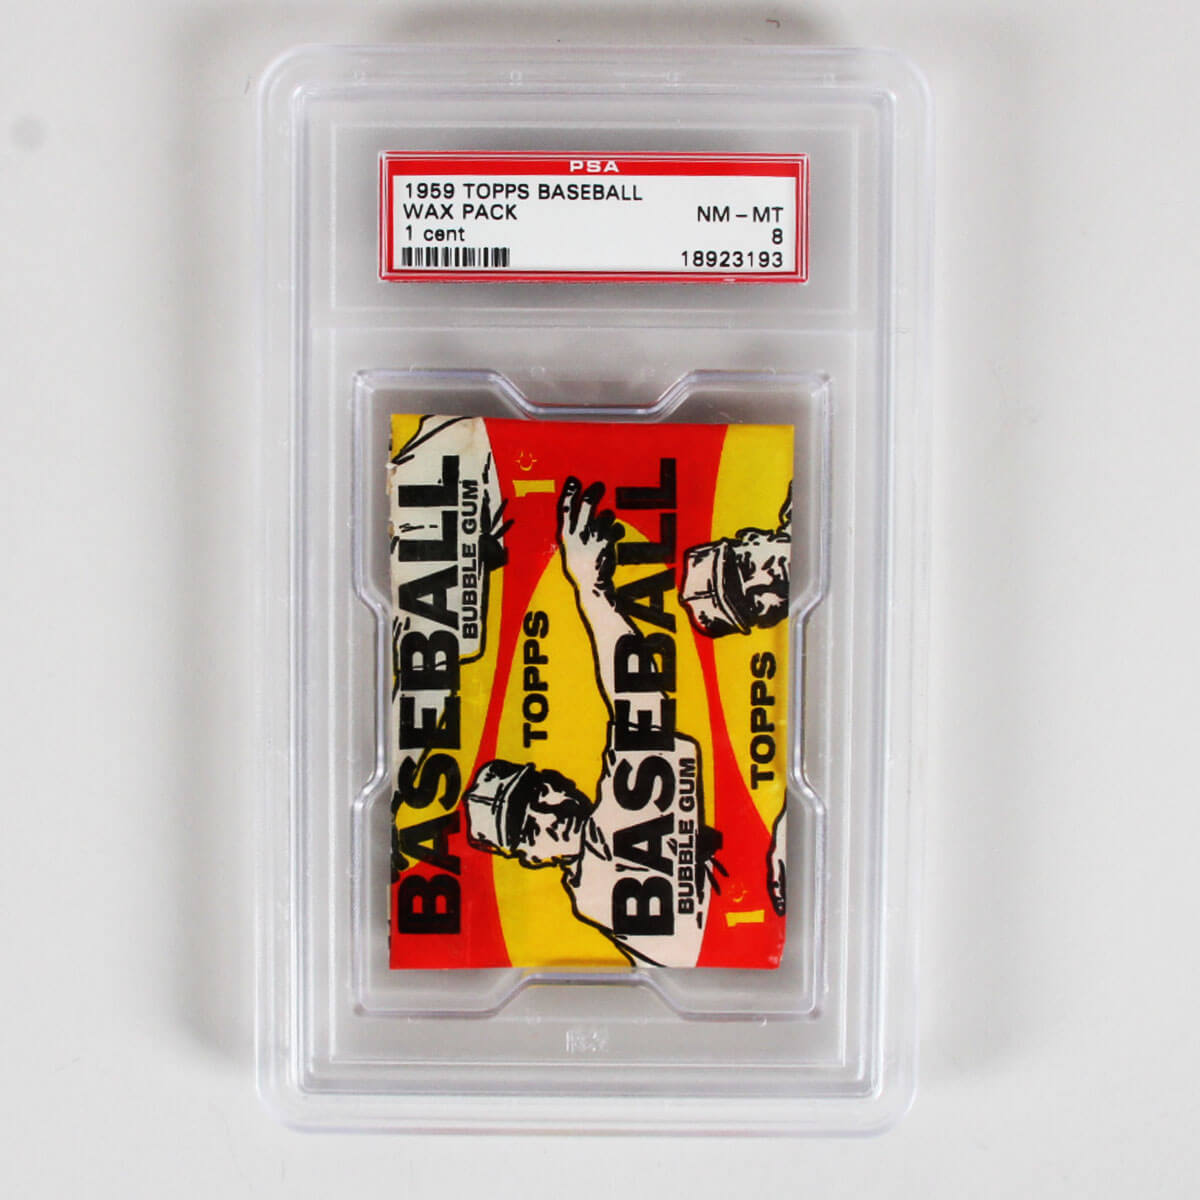 PSA
1959 TOPPS BASEBALL
WAX PACK
NM - MT
1 cent
8
18923193
BASEBALL
BUBBLE GUM
1¢
TOPPS
BASEBALL
BUBBLE GUM
TOPPS
1¢